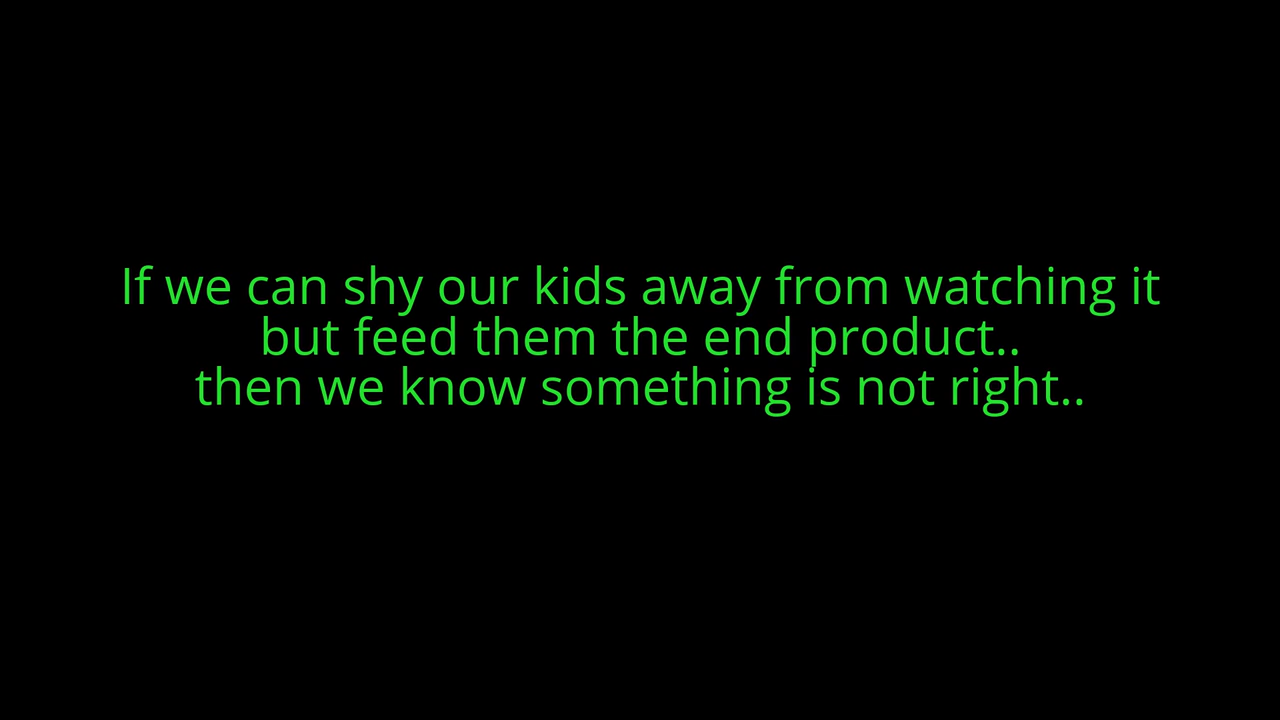 If we can shy our kids away from watching it
but feed them the end product..
then we know something is not right..